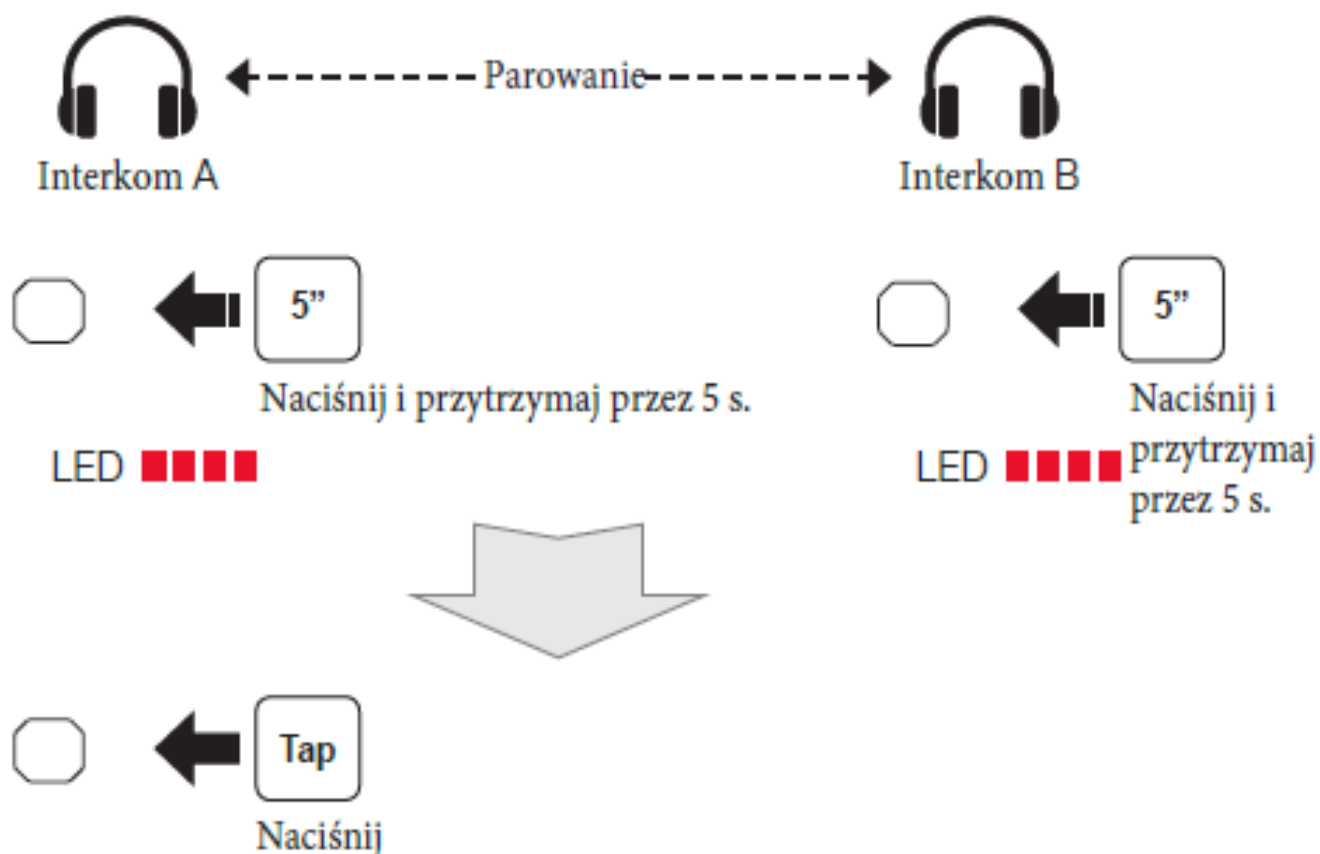 Parowanie
Interkom A
Interkom B
5”
5”
Naciśnij i przytrzymaj przez 5 s.
Naciśnij i
przytrzymaj
przez 5 s.
LED
LED
Tap
Naciśnij